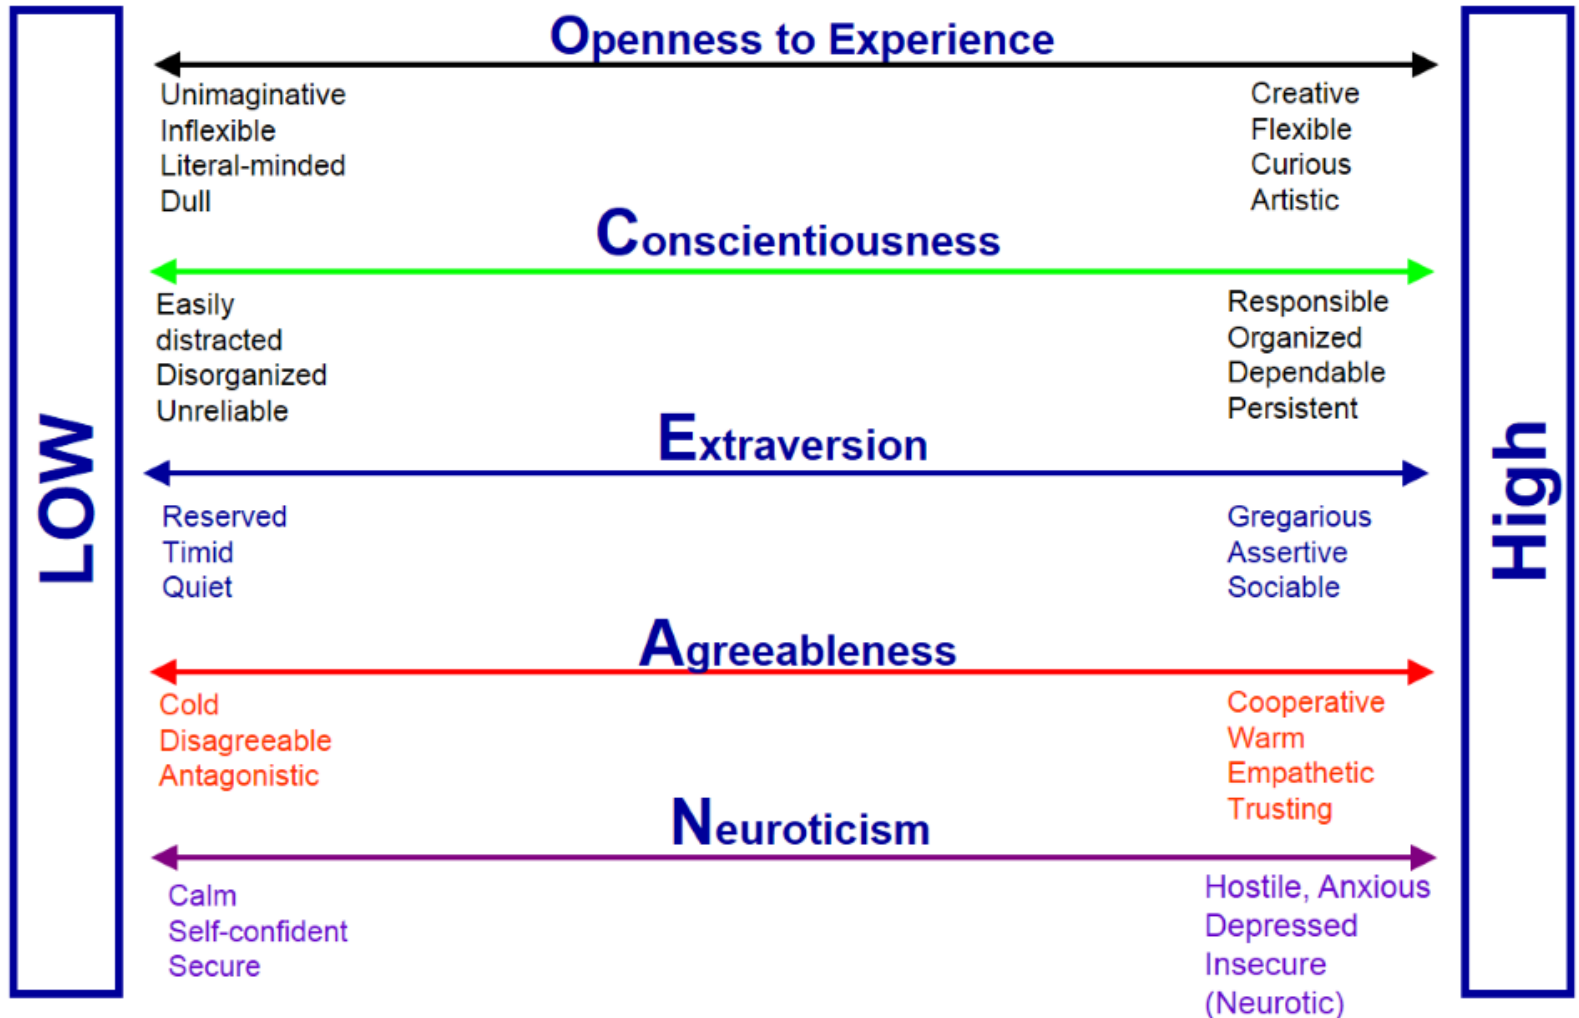 Openness to Experience
Unimaginative
Inflexible
Literal-minded
Dull
Creative
Flexible
Curious
Artistic
Conscientiousness
Easily
distracted
Disorganized
Unreliable
Responsible
Organized
Dependable
Persistent
Extraversion
Reserved
Timid
Quiet
Gregarious
Assertive
Sociable
Agreeableness
Cold
Disagreeable
Antagonistic
Cooperative
Warm
Empathetic
Trusting
Neuroticism
Calm
Self-confident
Secure
Hostile, Anxious
Depressed
Insecure
(Neurotic)
LOW
High